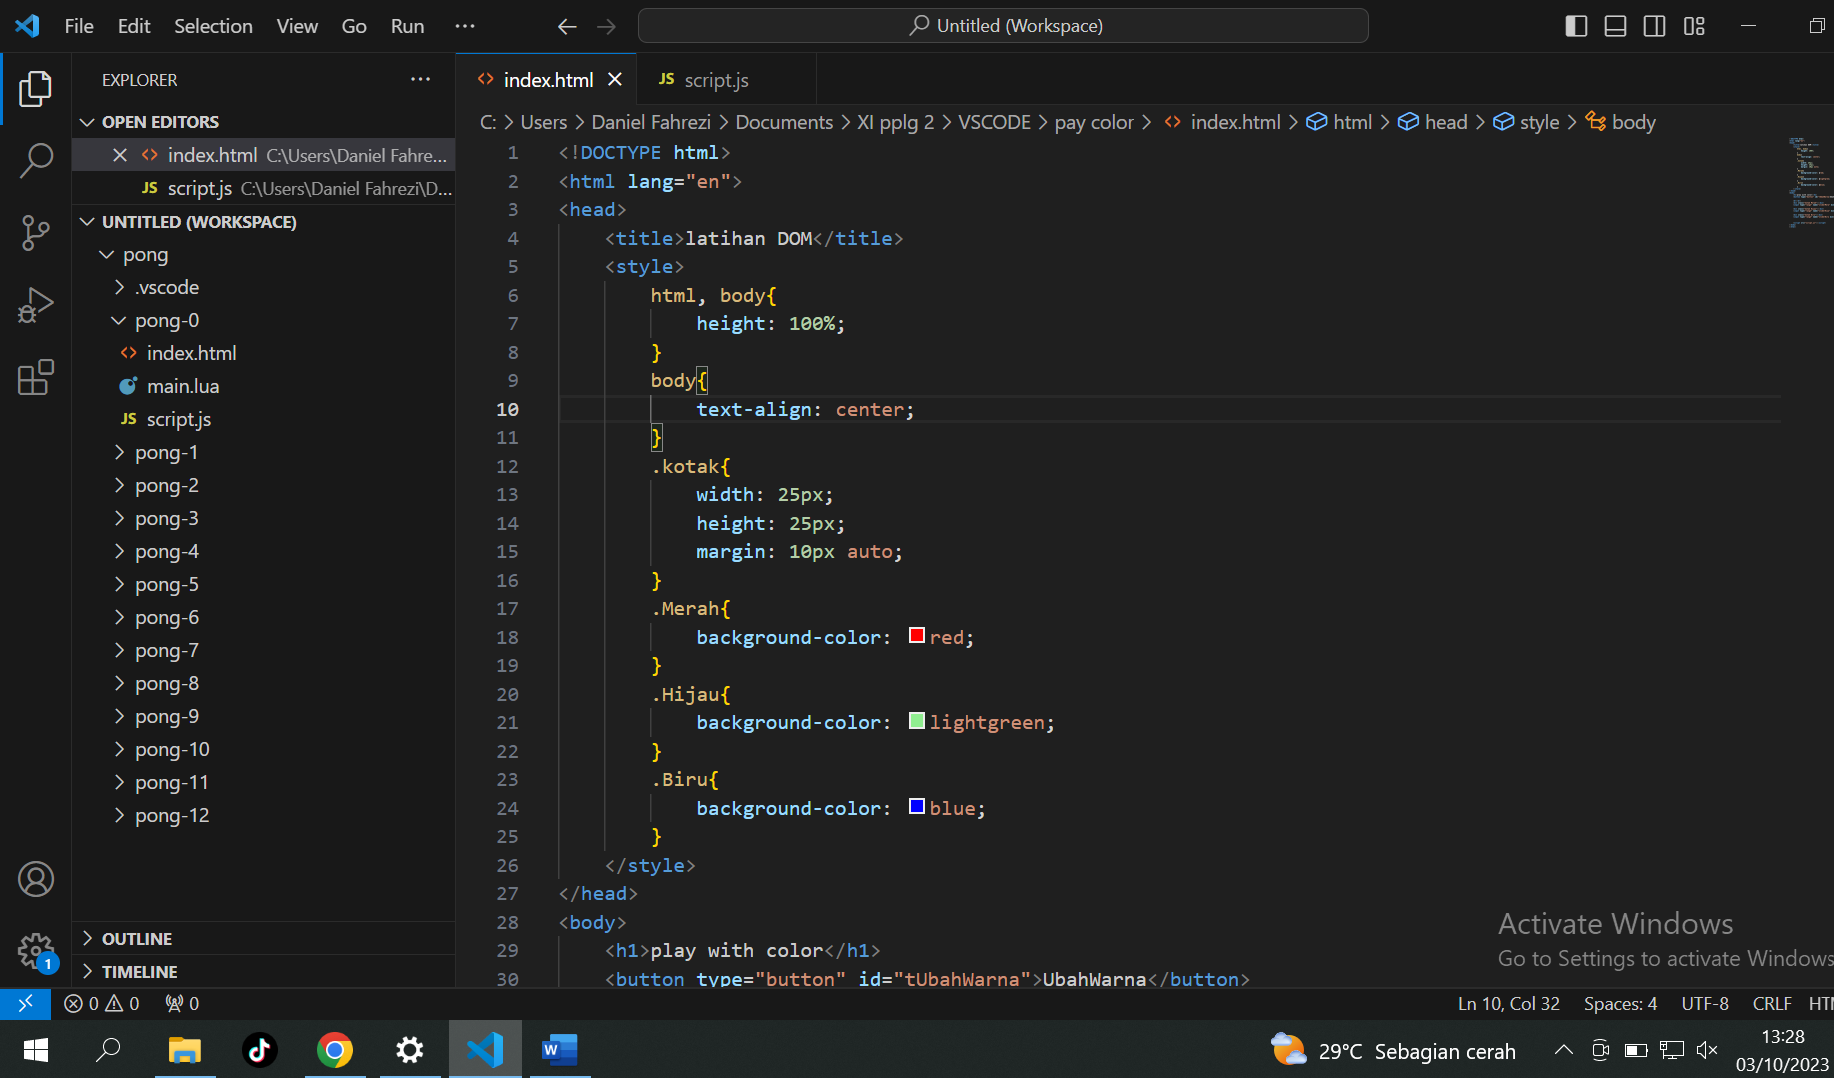 File Edit Selection View Go Run ···
Untitled (Workspace)
EXPLORER ···
OPEN EDITORS
index.html C:\Users\Daniel Fahre...
JS script.js C:\Users\Daniel Fahrezi\D...
UNTITLED (WORKSPACE)
pong
.vscode
pong-0
index.html
main.lua
JS script.js
pong-1
pong-2
pong-3
pong-4
pong-5
pong-6
pong-7
pong-8
pong-9
pong-10
pong-11
pong-12
OUTLINE
TIMELINE
1
index.html
JS script.js
C: > Users > Daniel Fahrezi > Documents > XI pplg 2 > VSCODE > pay color > index.html > html > head > style > body
1 <!DOCTYPE html>
2 <html lang="en">
3 <head>
4 <title>latihan DOM</title>
5 <style>
6 html, body{
7 height: 100%;
8 }
9 body{
10 text-align: center;
11 }
12 .kotak{
13 width: 25px;
14 height: 25px;
15 margin: 10px auto;
16 }
17 .Merah{
18 background-color: red;
19 }
20 .Hijau{
21 background-color: lightgreen;
22 }
23 .Biru{
24 background-color: blue;
25 }
26 </style>
27 </head>
28 <body>
29 <h1>play with color</h1>
30 <button type="button" id="tUbahWarna">UbahWarna</button>
Activate Windows
Go to Settings to activate Windows
0 0 0
Ln 10, Col 32 Spaces: 4 UTF-8 CRLF HT
W
29°C Sebagian cerah
13:28
03/10/2023